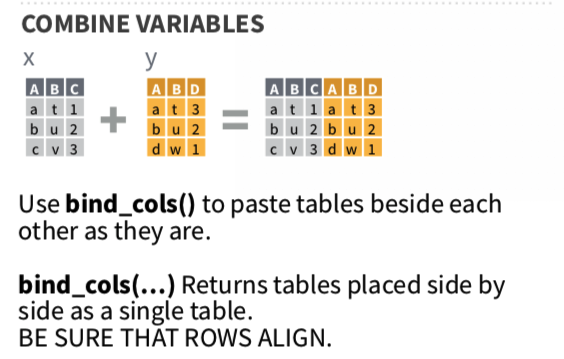 COMBINE VARIABLES
x y
A B C A B D A B C A B D
a t 1 + a t 3 = a t 1 a t 3
b u 2 b u 2 b u 2 b u 2
c v 3 d w 1 c v 3 d w 1
Use bind_cols() to paste tables beside each
other as they are.
bind_cols(...) Returns tables placed side by
side as a single table.
BE SURE THAT ROWS ALIGN.